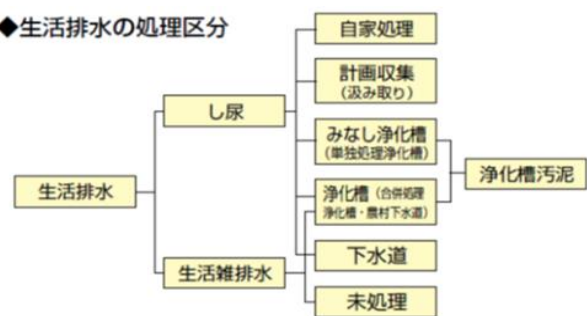 ◆生活排水の処理区分
自家処理
計画収集
(汲み取り)
し尿
みなし浄化槽
(単独処理浄化槽)
浄化槽汚泥
生活排水
浄化槽(合併処理
浄化槽・農村下水道)
下水道
生活雑排水
未処理